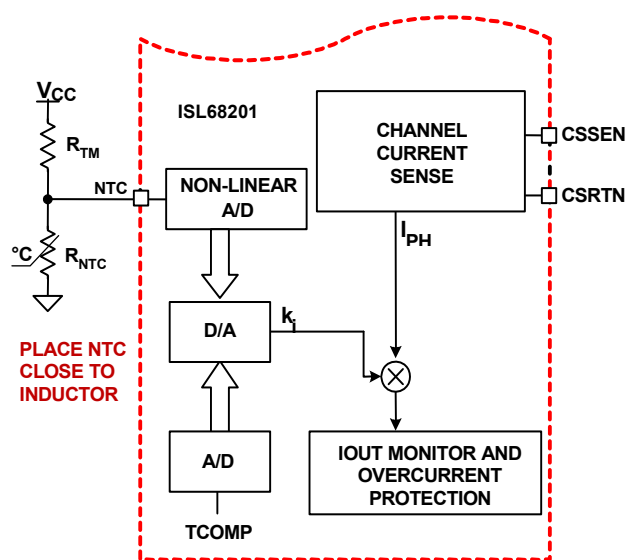 VCC
RTM
NTC
°C
RNTC
PLACE NTC
CLOSE TO
INDUCTOR
ISL68201
NON-LINEAR
A/D
D/A
ki
A/D
TCOMP
CHANNEL
CURRENT
SENSE
CSSEN
CSRTN
IPH
IOUT MONITOR AND
OVERCURRENT
PROTECTION